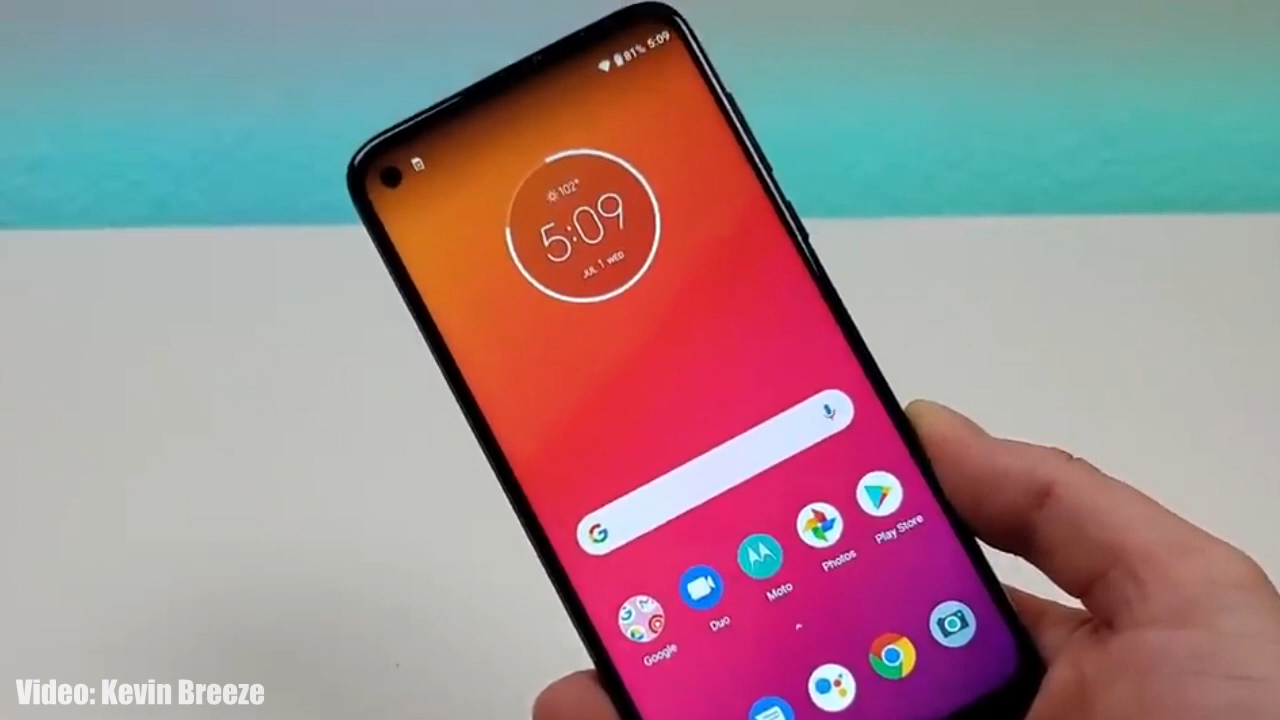 81% 5:09
102°
5:09
JUL 1 WED
Google
Duo
Moto
Photos
Play Store
Video: Kevin Breeze